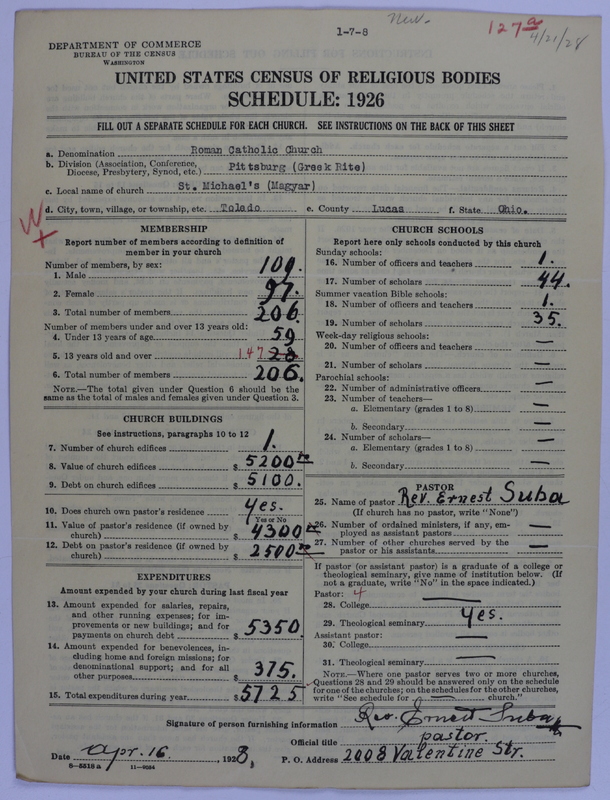 New.
1-7-8
127a
4/21/28
DEPARTMENT OF COMMERCE
BUREAU OF THE CENSUS
WASHINGTON
UNITED STATES CENSUS OF RELIGIOUS BODIES
SCHEDULE: 1926
FILL OUT A SEPARATE SCHEDULE FOR EACH CHURCH. SEE INSTRUCTIONS ON THE BACK OF THIS SHEET
a. Denomination Roman Catholic Church
b. Division (Association, Conference, Diocese, Presbytery, Synod, etc.) Pittsburg (Greek Rite)
c. Local name of church St. Michael's (Magyar)
d. City, town, village, or township, etc. Toledo e. County Lucas f. State Ohio.
MEMBERSHIP
Report number of members according to definition of
member in your church
Number of members, by sex:
1. Male 109.
2. Female 97.
3. Total number of members 206
Number of members under and over 13 years old:
4. Under 13 years of age 59
5. 13 years old and over 147 28
6. Total number of members 206.
NOTE.—The total given under Question 6 should be the
same as the total of males and females given under Question 3.
CHURCH BUILDINGS
See instructions, paragraphs 10 to 12
7. Number of church edifices 1.
8. Value of church edifices $ 5200
9. Debt on church edifices $ 5100.
10. Does church own pastor's residence yes.
Yes or No
11. Value of pastor's residence (if owned by
church) $ 4300
12. Debt on pastor's residence (if owned by
church) $ 2500
EXPENDITURES
Amount expended by your church during last fiscal year
13. Amount expended for salaries, repairs,
and other running expenses; for im-
provements or new buildings; and for
payments on church debt $ 5350.
14. Amount expended for benevolences, in-
cluding home and foreign missions; for
denominational support; and for all
other purposes $ 375.
15. Total expenditures during year $ 5725
CHURCH SCHOOLS
Report here only schools conducted by this church
Sunday schools:
16. Number of officers and teachers 1.
17. Number of scholars 44.
Summer vacation Bible schools:
18. Number of officers and teachers 1.
19. Number of scholars 35.
Week-day religious schools:
20. Number of officers and teachers —
21. Number of scholars —
Parochial schools:
22. Number of administrative officers —
23. Number of teachers—
a. Elementary (grades 1 to 8) —
b. Secondary —
24. Number of scholars—
a. Elementary (grades 1 to 8) —
b. Secondary —
PASTOR
25. Name of pastor Rev. Ernest Suba
(If church has no pastor, write "None")
26. Number of ordained ministers, if any, em-
ployed as assistant pastors —
27. Number of other churches served by the
pastor or his assistants —
If pastor (or assistant pastor) is a graduate of a college or
theological seminary, give name of institution below. (If
not a graduate, write "No" in the space indicated.)
Pastor: 4
28. College —
29. Theological seminary Yes.
Assistant pastor:
30. College —
31. Theological seminary —
NOTE.—Where one pastor serves two or more churches,
Questions 28 and 29 should be answered only on the schedule
for one of the churches; on the schedules for the other churches,
write "See schedule for — church."
Signature of person furnishing information Rev. Ernest Suba
Official title pastor.
Date Apr. 16, 1928, P. O. Address 2008 Valentine Str.
8-5518 a 11-9034